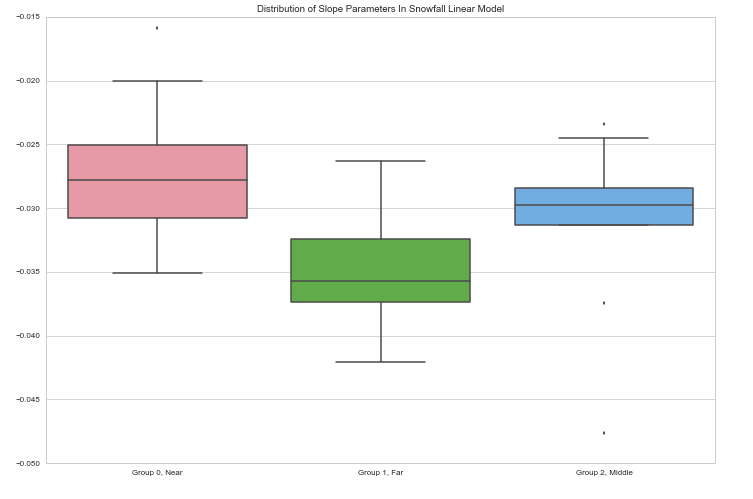 Distribution of Slope Parameters In Snowfall Linear Model
−0.015
−0.020
−0.025
−0.030
−0.035
−0.040
−0.045
−0.050
Group 0, Near
Group 1, Far
Group 2, Middle